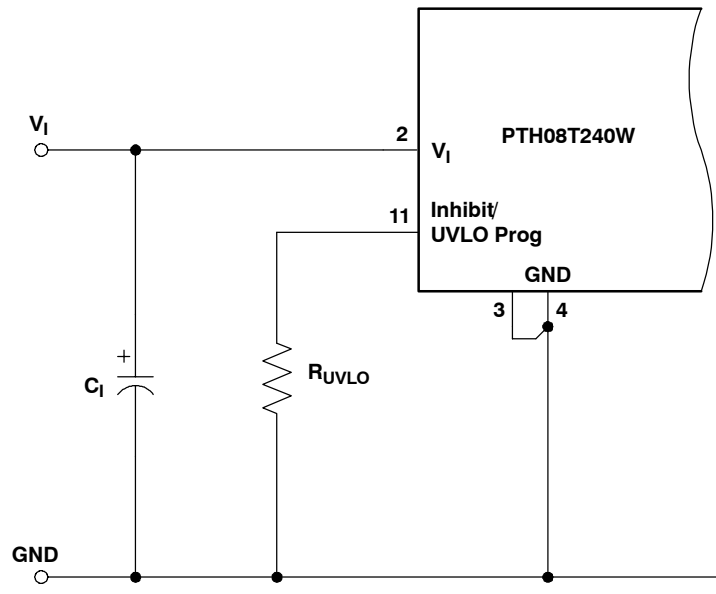 V_I
2
V_I
PTH08T240W
11
Inhibit/
UVLO Prog
GND
3
4
+
C_I
R_UVLO
GND